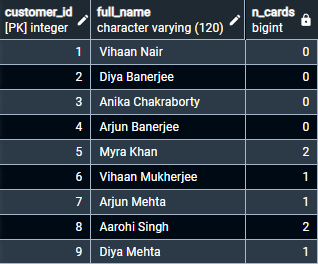 customer_id full_name n_cards
[PK] integer character varying (120) bigint
1 Vihaan Nair 0
2 Diya Banerjee 0
3 Anika Chakraborty 0
4 Arjun Banerjee 0
5 Myra Khan 2
6 Vihaan Mukherjee 1
7 Arjun Mehta 1
8 Aarohi Singh 2
9 Diya Mehta 1